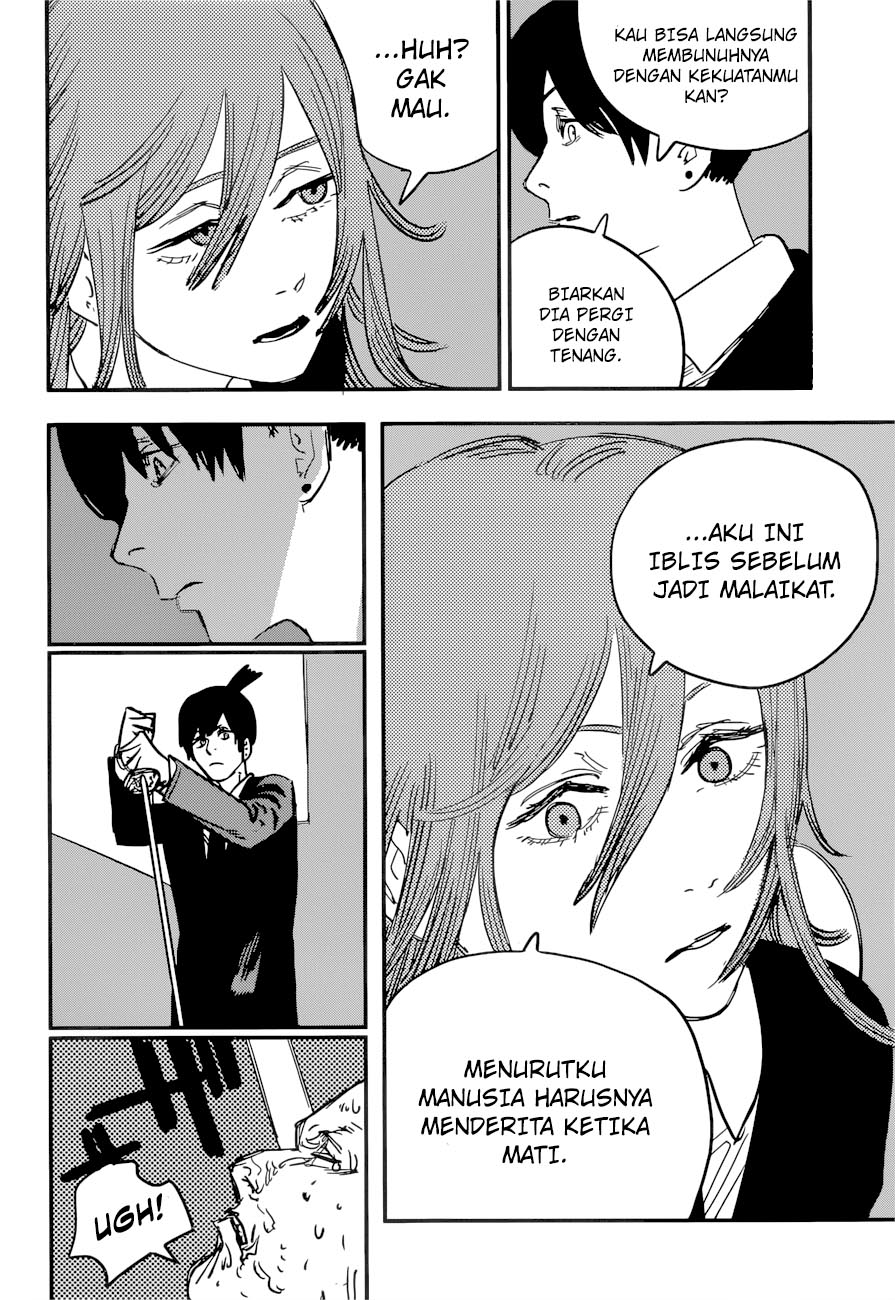 KAU BISA LANGSUNG
MEMBUNUHNYA
DENGAN KEKUATANMU
KAN?
BIARKAN
DIA PERGI
DENGAN
TENANG.
...HUH?
GAK
MAU.
...AKU INI
IBLIS SEBELUM
JADI MALAIKAT.
MENURUTKU
MANUSIA HARUSNYA
MENDERITA KETIKA
MATI.
UGH!